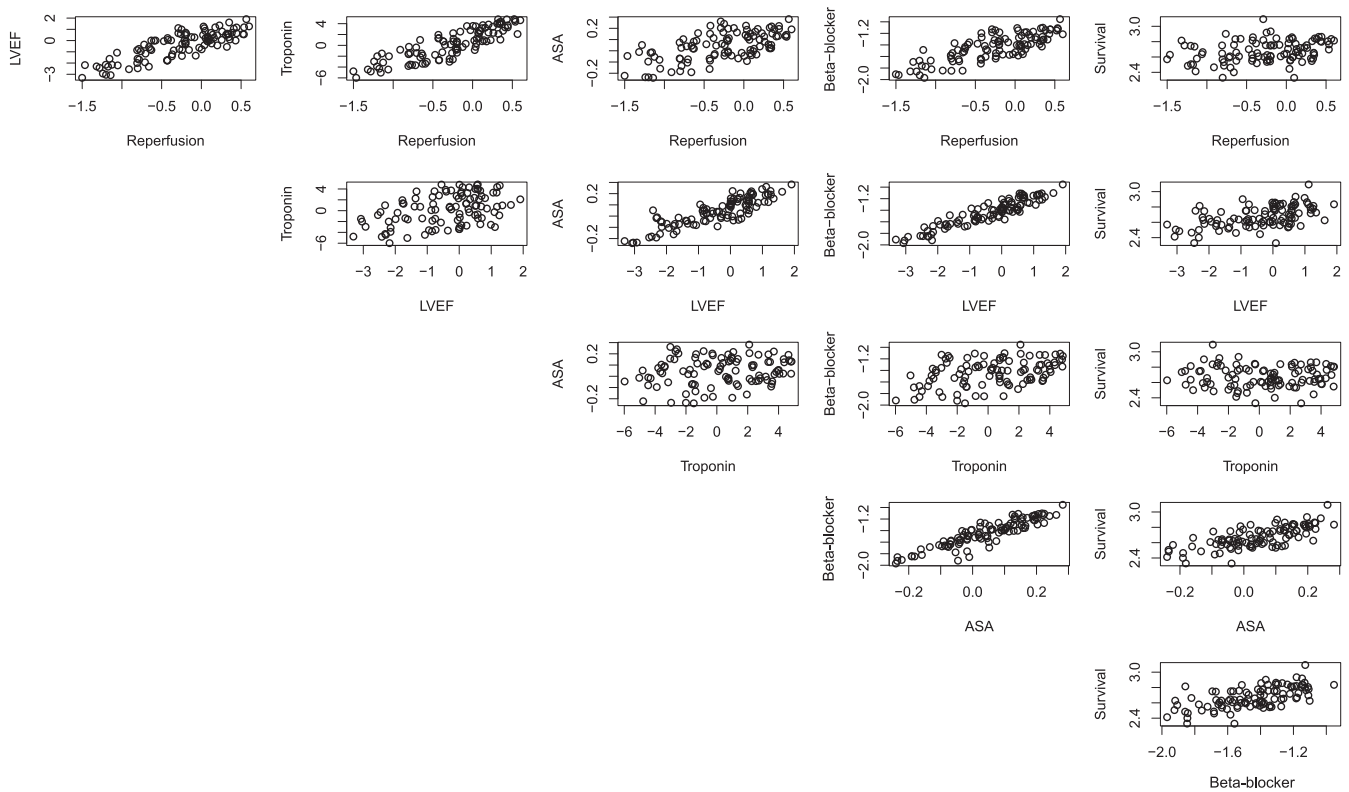 LVEF
−3 0 1 2
−1.5 −0.5 0.0 0.5
Reperfusion
Troponin
−6 0 4
−1.5 −0.5 0.0 0.5
Reperfusion
ASA
−0.2 0.2
−1.5 −0.5 0.0 0.5
Reperfusion
Beta−blocker
−2.0 −1.2
−1.5 −0.5 0.0 0.5
Reperfusion
Survival
2.4 3.0
−1.5 −0.5 0.0 0.5
Reperfusion
Troponin
−6 0 4
−3 −2 −1 0 1 2
LVEF
ASA
−0.2 0.2
−3 −2 −1 0 1 2
LVEF
Beta−blocker
−2.0 −1.2
−3 −2 −1 0 1 2
LVEF
Survival
2.4 3.0
−3 −2 −1 0 1 2
LVEF
ASA
−0.2 0.2
−6 −4 −2 0 2 4
Troponin
Beta−blocker
−2.0 −1.2
−6 −4 −2 0 2 4
Troponin
Survival
2.4 3.0
−6 −4 −2 0 2 4
Troponin
Beta−blocker
−2.0 −1.2
−0.2 0.0 0.2
ASA
Survival
2.4 3.0
−0.2 0.0 0.2
ASA
Survival
2.4 3.0
−2.0 −1.6 −1.2
Beta−blocker